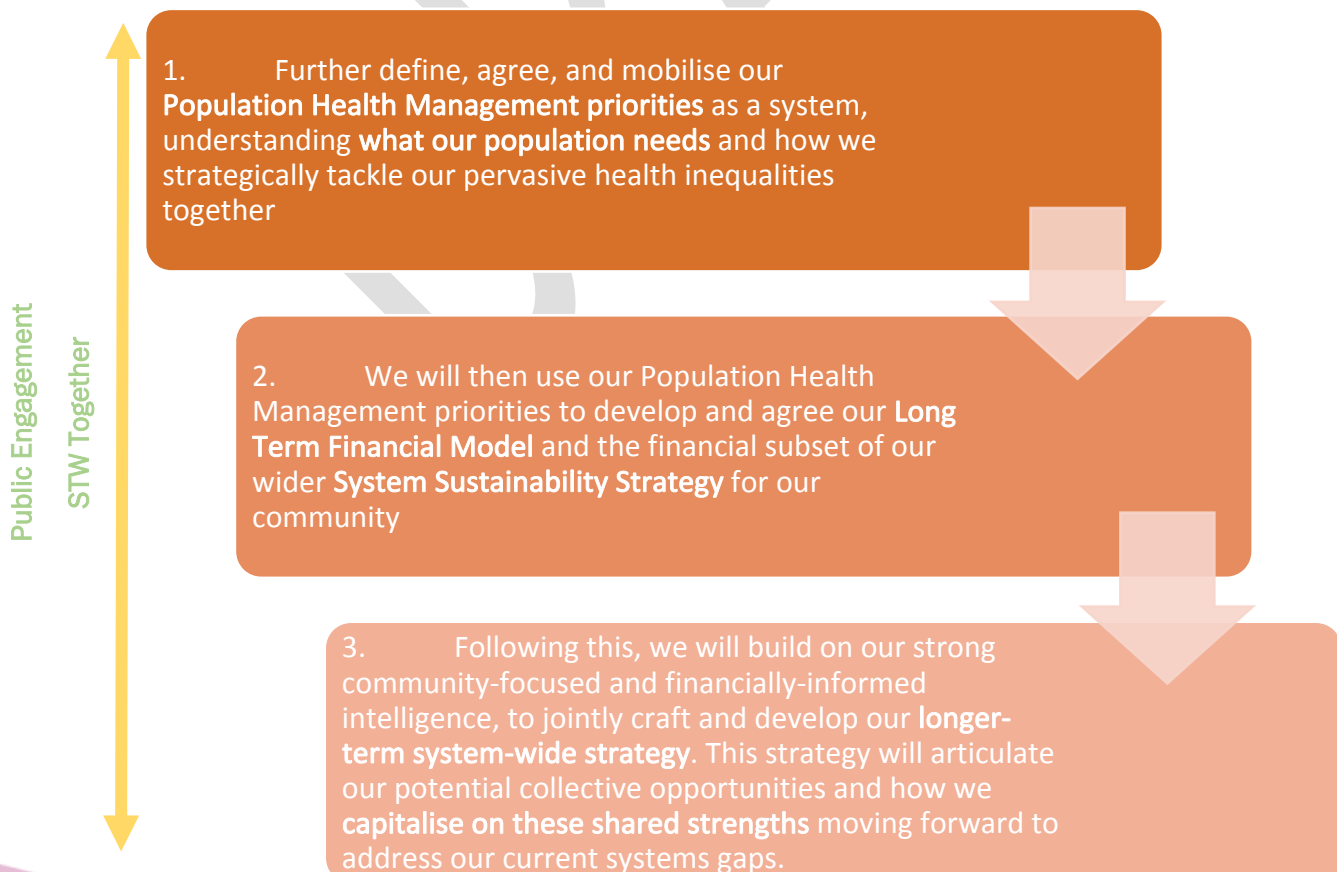 Public Engagement
STW Together
1. Further define, agree, and mobilise our
Population Health Management priorities as a system,
understanding what our population needs and how we
strategically tackle our pervasive health inequalities
together
2. We will then use our Population Health
Management priorities to develop and agree our Long
Term Financial Model and the financial subset of our
wider System Sustainability Strategy for our
community
3. Following this, we will build on our strong
community-focused and financially-informed
intelligence, to jointly craft and develop our longer-
term system-wide strategy. This strategy will articulate
our potential collective opportunities and how we
capitalise on these shared strengths moving forward to
address our current systems gaps.